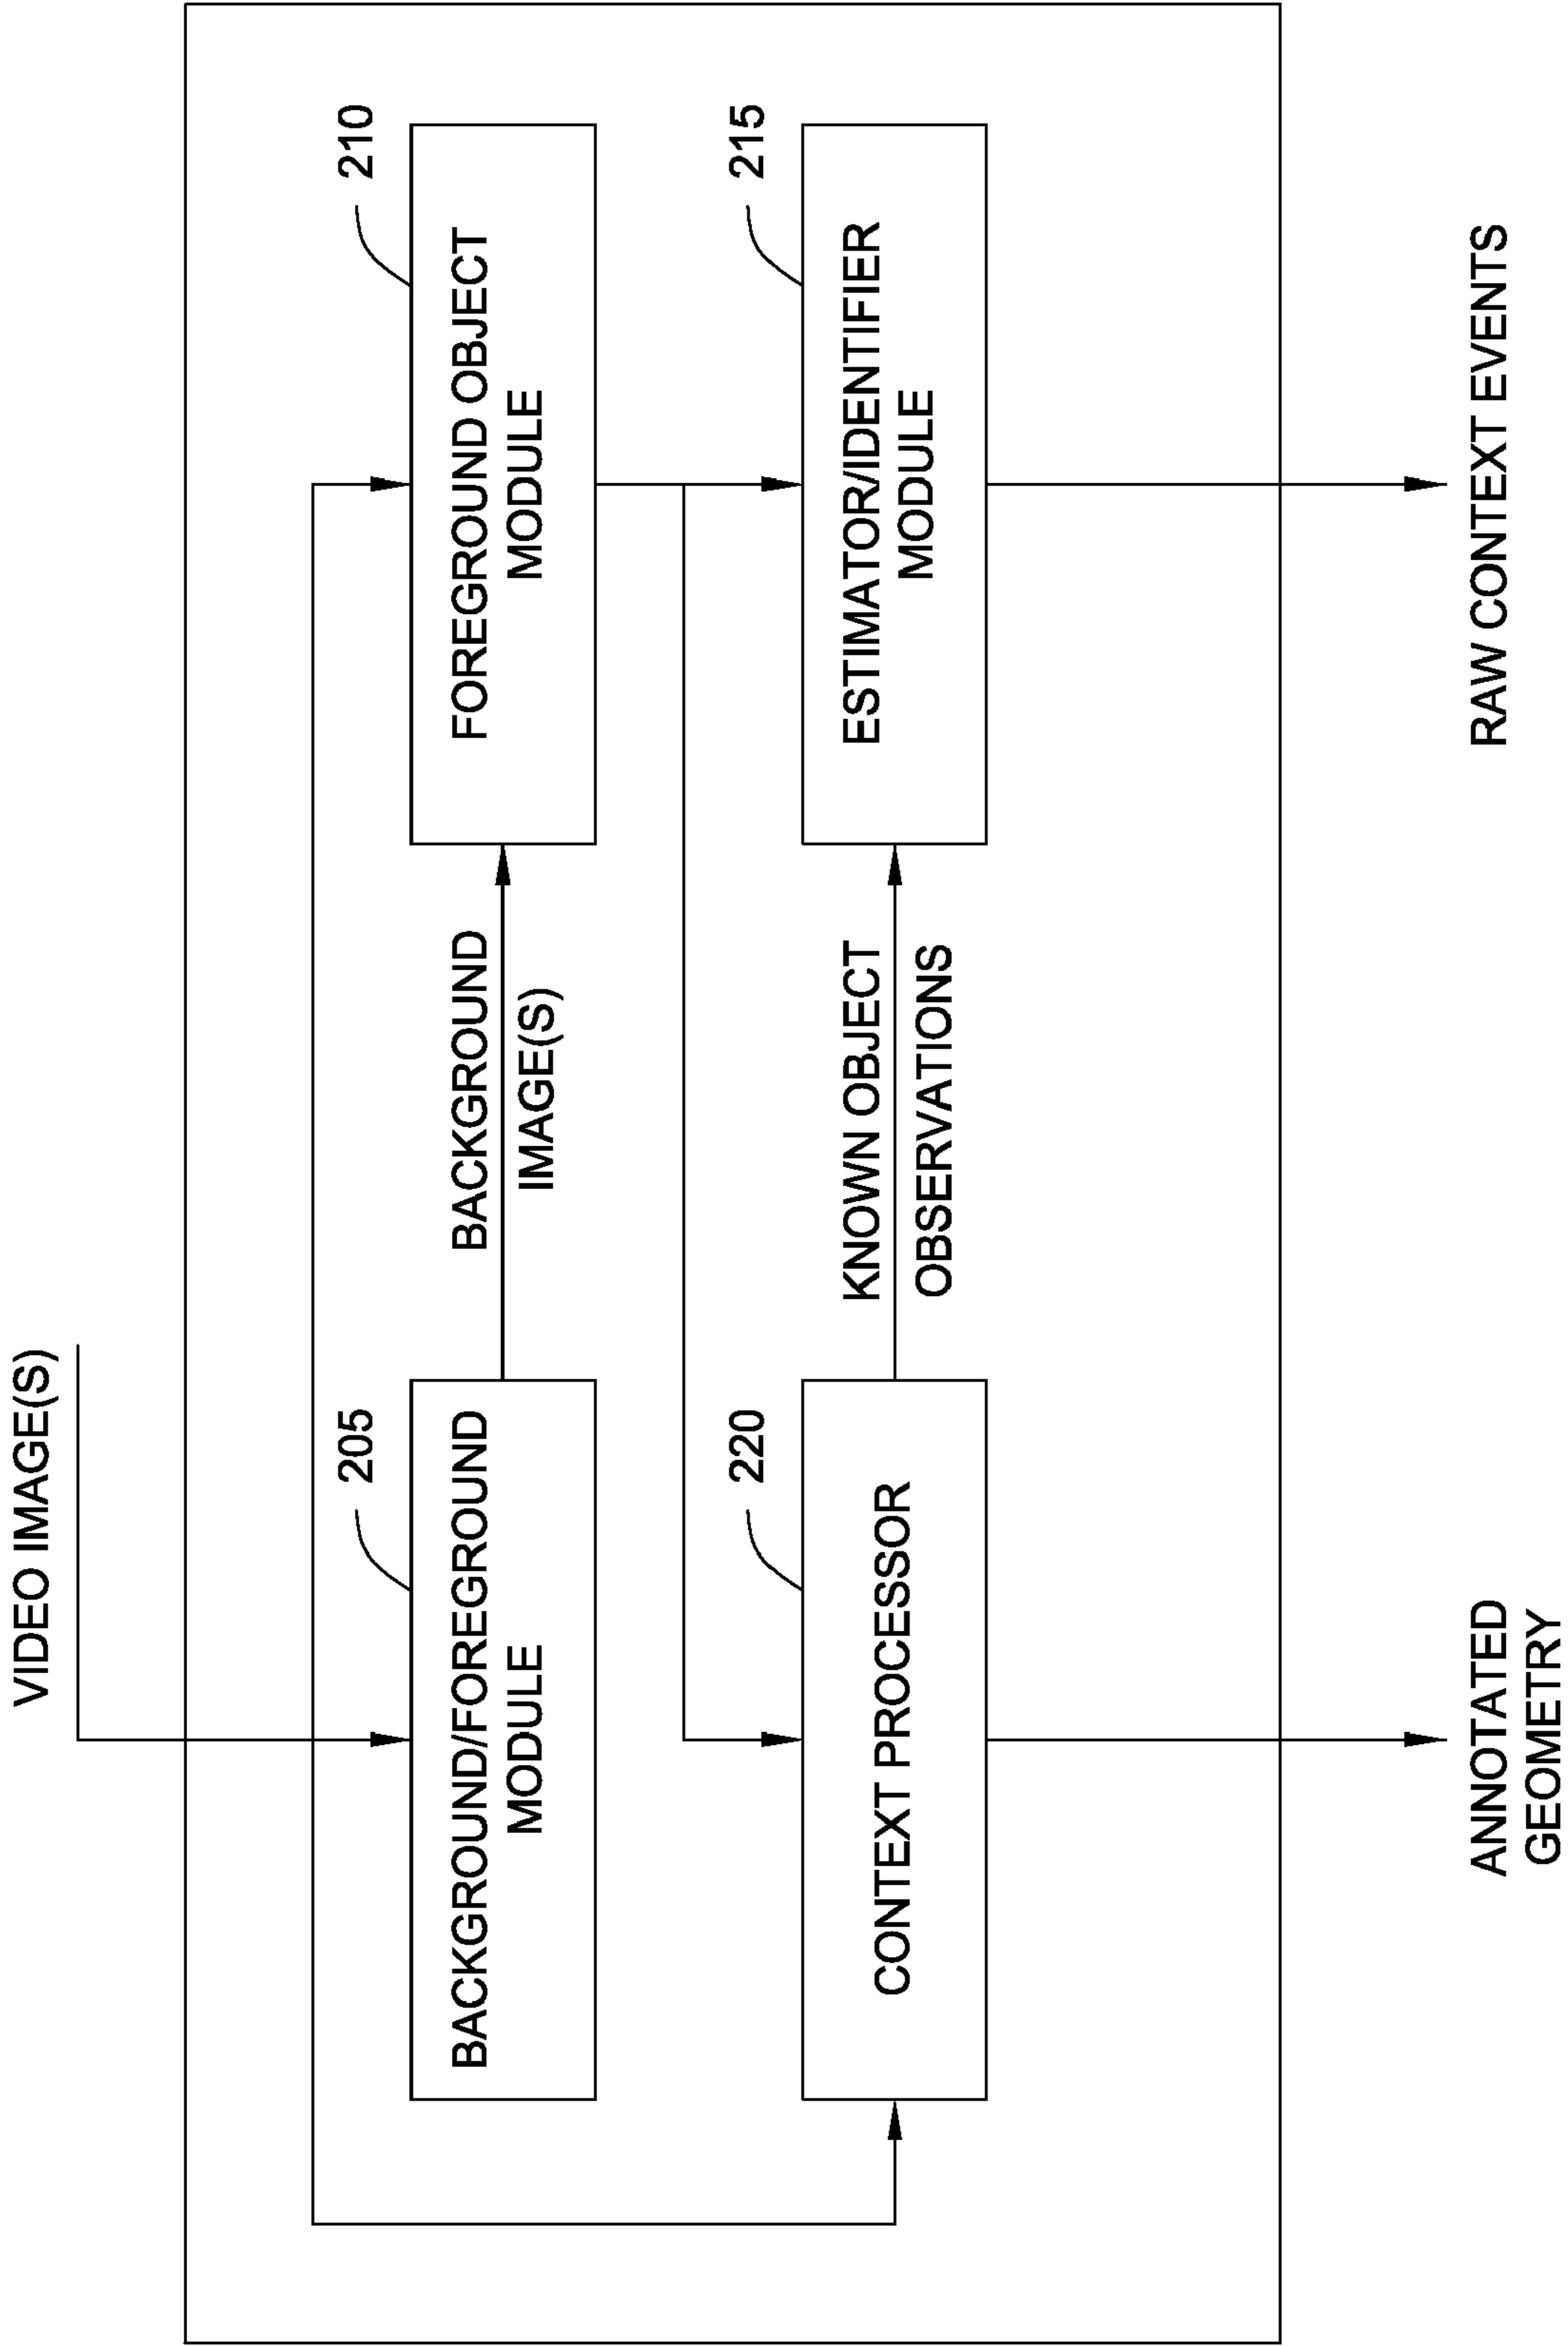 VIDEO IMAGE(S)
205
BACKGROUND/FOREGROUND
MODULE
BACKGROUND
IMAGE(S)
210
FOREGROUND OBJECT
MODULE
220
CONTEXT PROCESSOR
KNOWN OBJECT
OBSERVATIONS
215
ESTIMATOR/IDENTIFIER
MODULE
ANNOTATED
GEOMETRY
RAW CONTEXT EVENTS